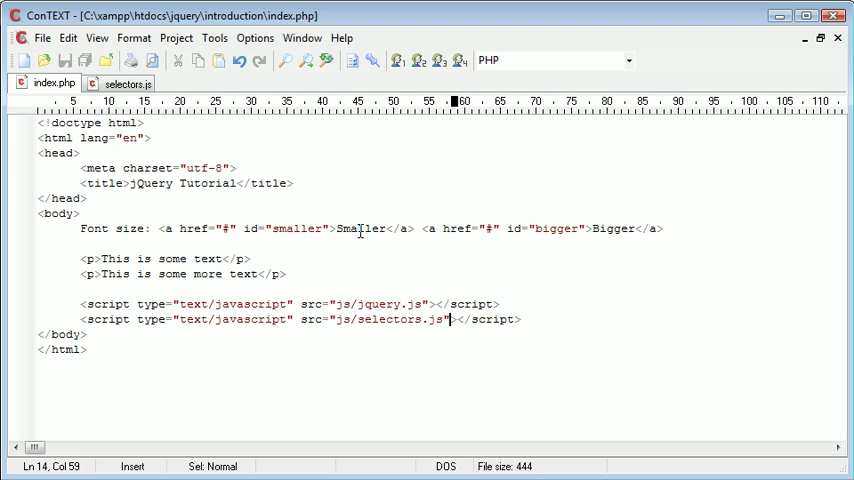 ConTEXT - [C:\xampp\htdocs\jquery\introduction\index.php]
File Edit View Format Project Tools Options Window Help
1 2 3 4 PHP
index.php selectors.js
5 10 15 20 25 30 35 40 45 50 55 60 65 70 75 80 85 90 95 100 105 110
<!doctype html>
<html lang="en">
<head>
<meta charset="utf-8">
<title>jQuery Tutorial</title>
</head>
<body>
Font size: <a href="#" id="smaller">Smaller</a> <a href="#" id="bigger">Bigger</a>
<p>This is some text</p>
<p>This is some more text</p>
<script type="text/javascript" src="js/jquery.js"></script>
<script type="text/javascript" src="js/selectors.js"></script>
</body>
</html>
Ln 14, Col 59 Insert Sel: Normal DOS File size: 444